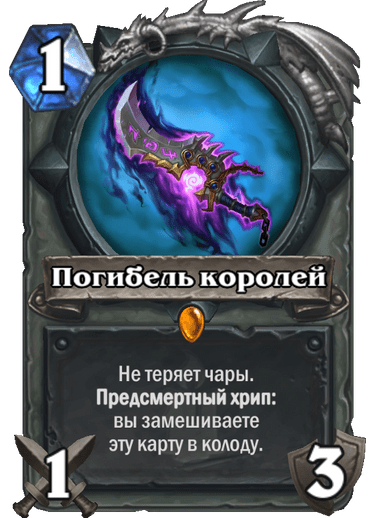 1
Погибель королей
Не теряет чары.
Предсмертный хрип:
вы замешиваете
эту карту в колоду.
1
3